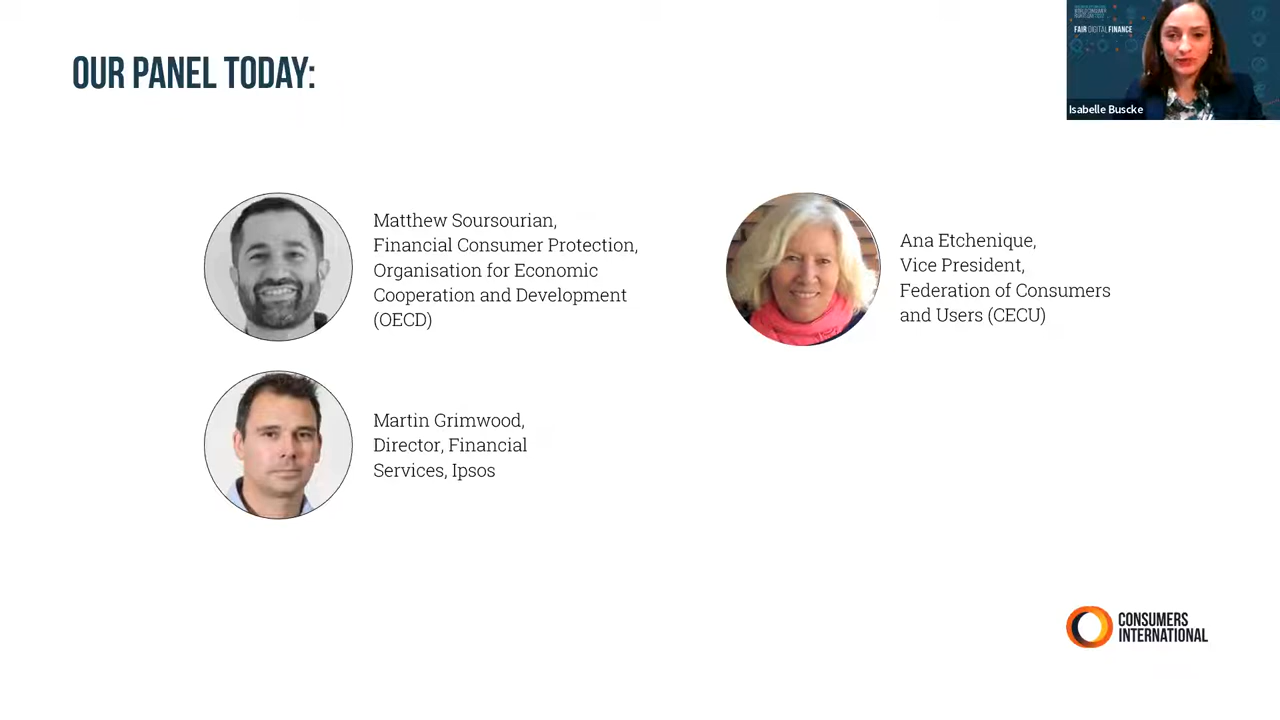 OUR PANEL TODAY:
FAIR DIGITAL FINANCE
Isabelle Buscke
Matthew Soursourian,
Financial Consumer Protection,
Organisation for Economic
Cooperation and Development
(OECD)
Ana Etchenique,
Vice President,
Federation of Consumers
and Users (CECU)
Martin Grimwood,
Director, Financial
Services, Ipsos
CONSUMERS
INTERNATIONAL